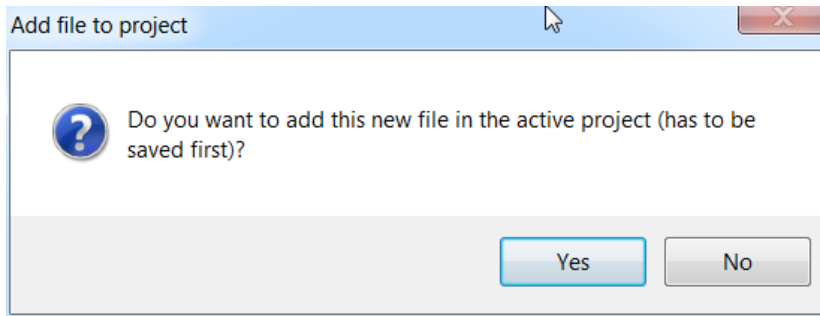 Add file to project
Do you want to add this new file in the active project (has to be
saved first)?
Yes
No